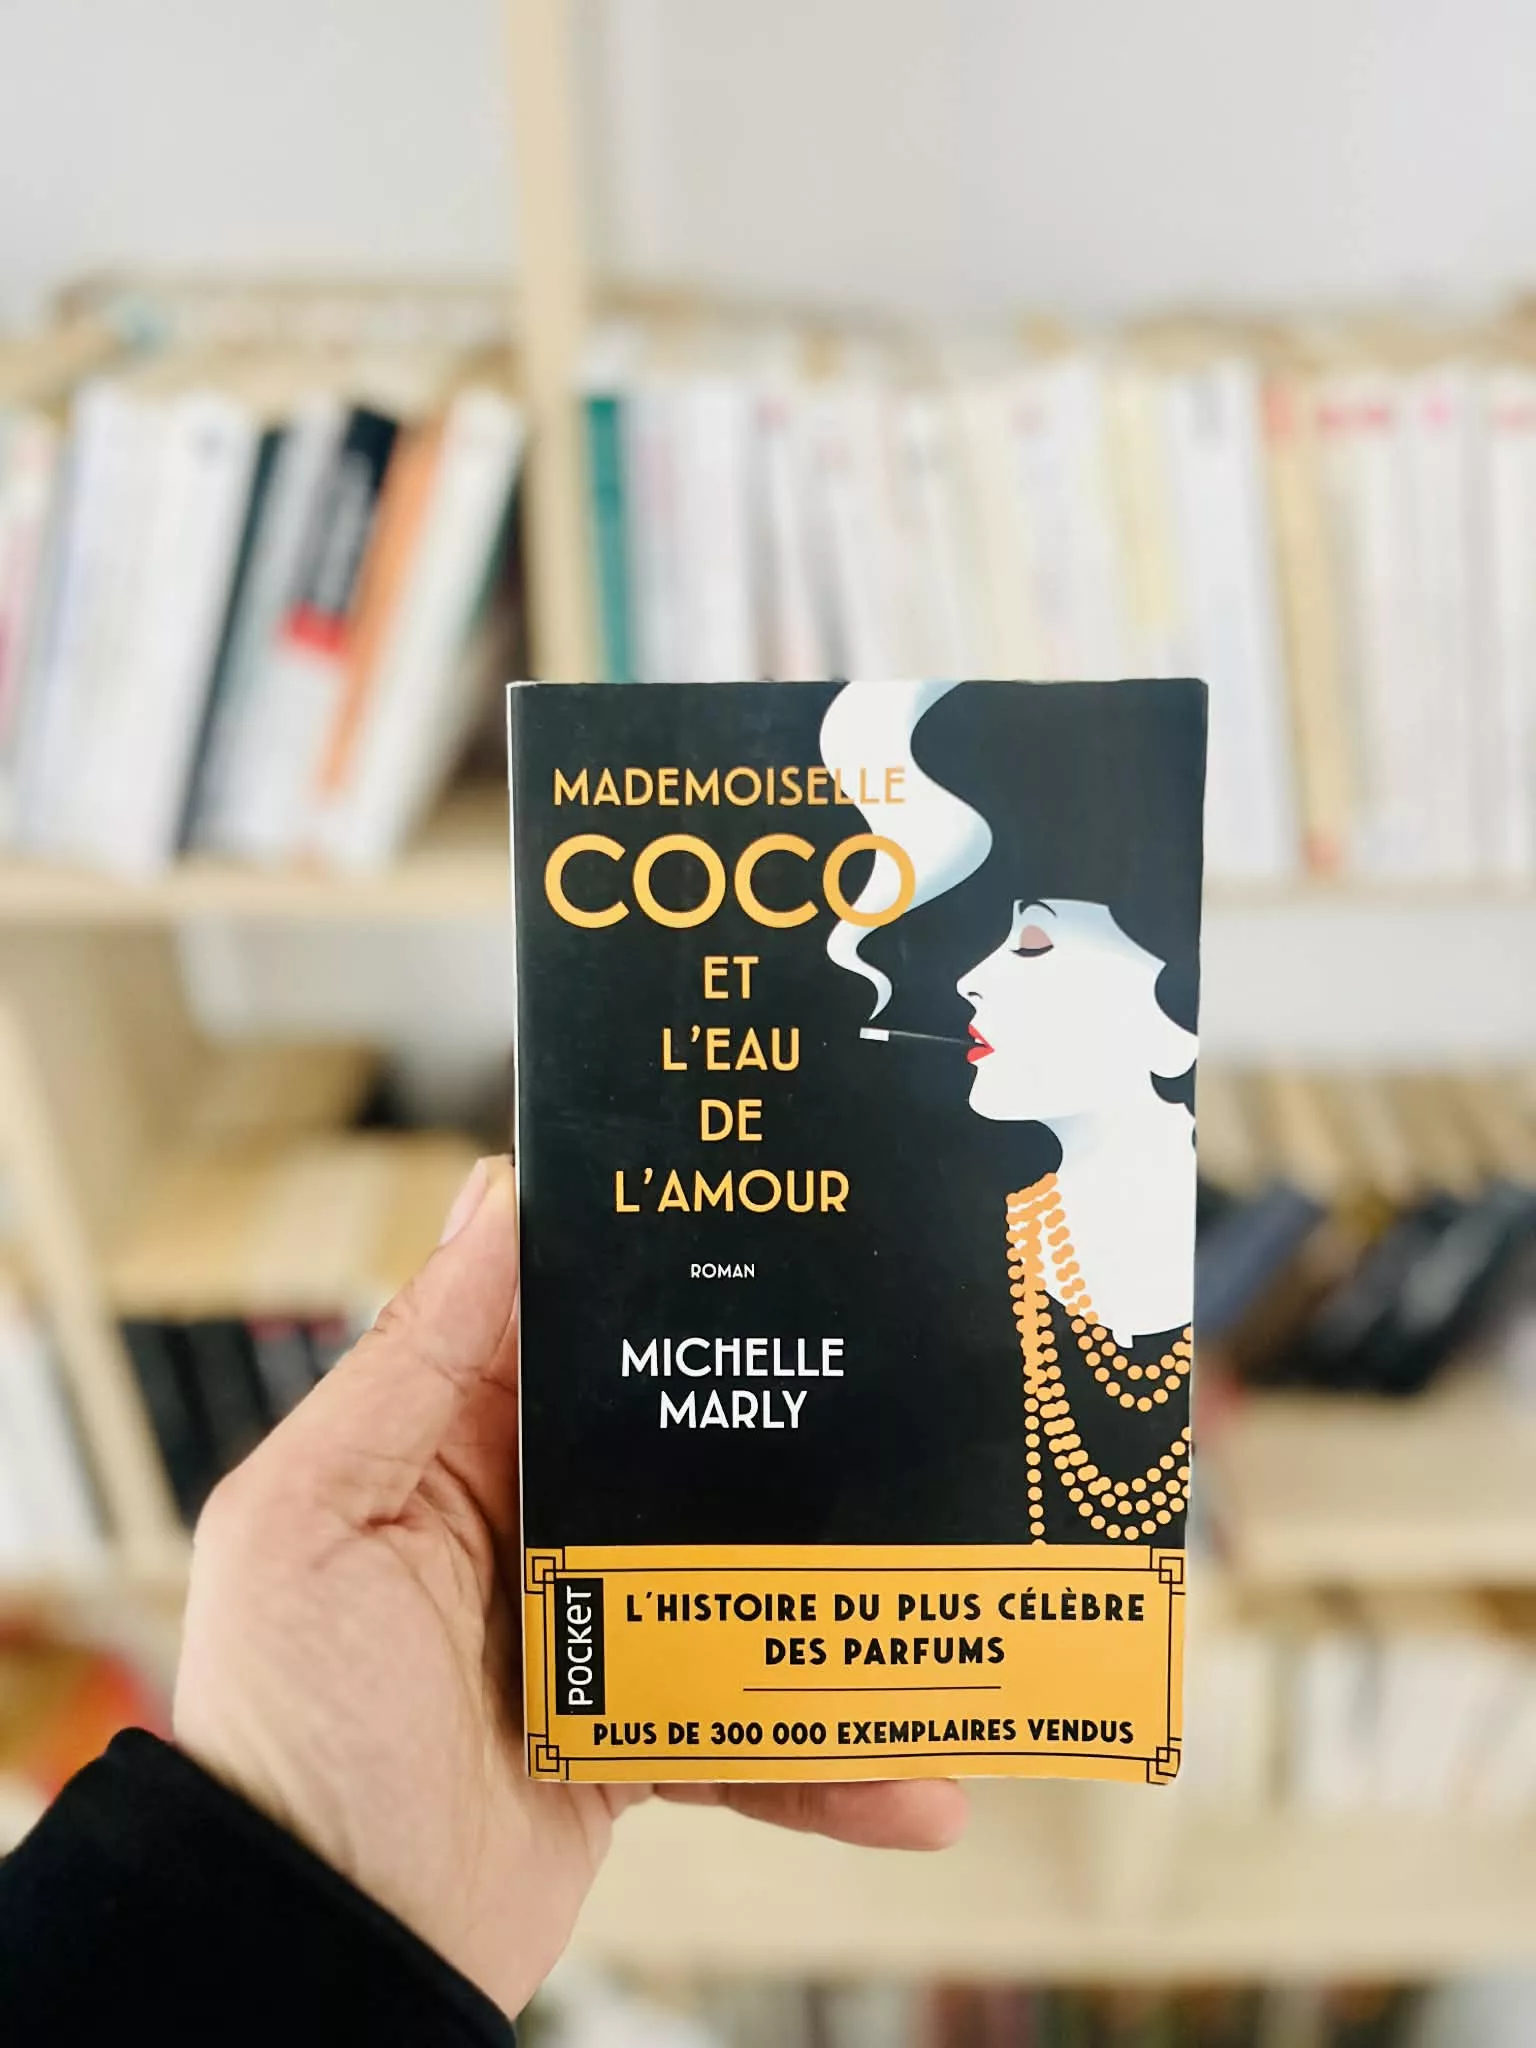 MADEMOISELLE
COCO
ET
L'EAU
DE
L'AMOUR
ROMAN
MICHELLE
MARLY
POCKET
L'HISTOIRE DU PLUS CÉLÈBRE
DES PARFUMS
PLUS DE 300 000 EXEMPLAIRES VENDUS